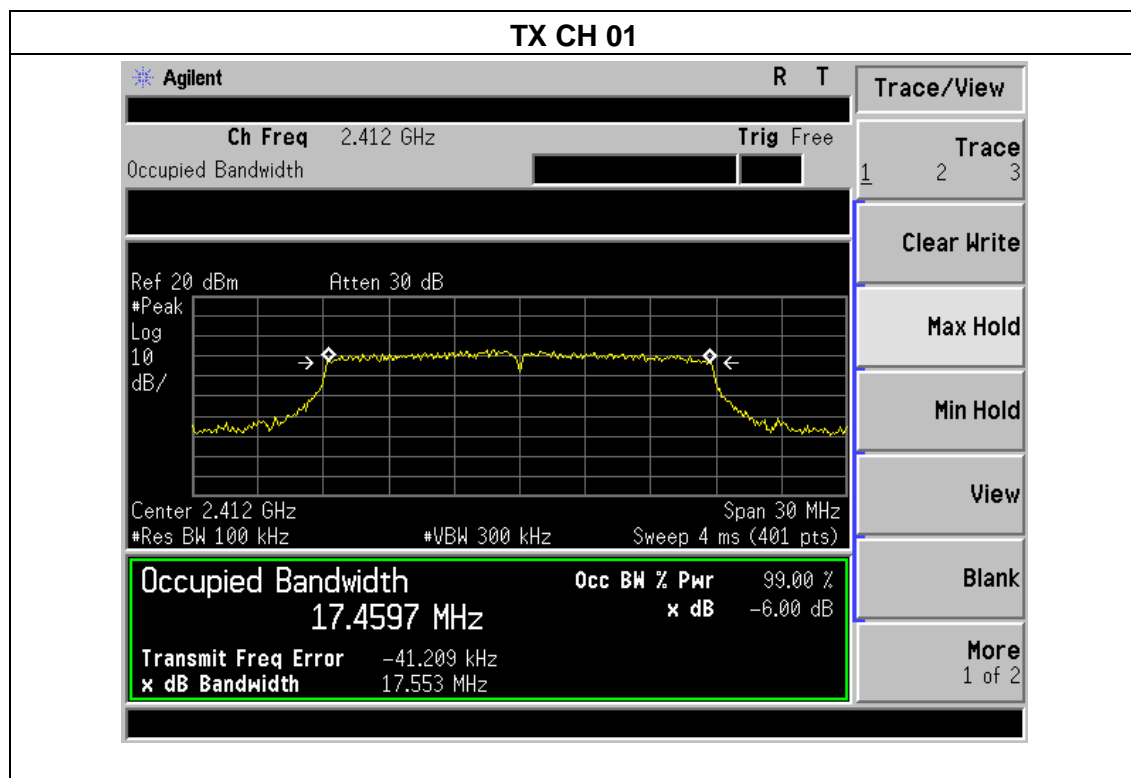 TX CH 01
Agilent R T
Ch Freq 2.412 GHz Trig Free
Occupied Bandwidth
Ref 20 dBm Atten 30 dB
#Peak
Log
10
dB/
Center 2.412 GHz Span 30 MHz
#Res BW 100 kHz #VBW 300 kHz Sweep 4 ms (401 pts)
Occupied Bandwidth Occ BW % Pwr 99.00 %
17.4597 MHz x dB -6.00 dB
Transmit Freq Error -41.209 kHz
x dB Bandwidth 17.553 MHz
Trace/View
Trace
1 2 3
Clear Write
Max Hold
Min Hold
View
Blank
More
1 of 2